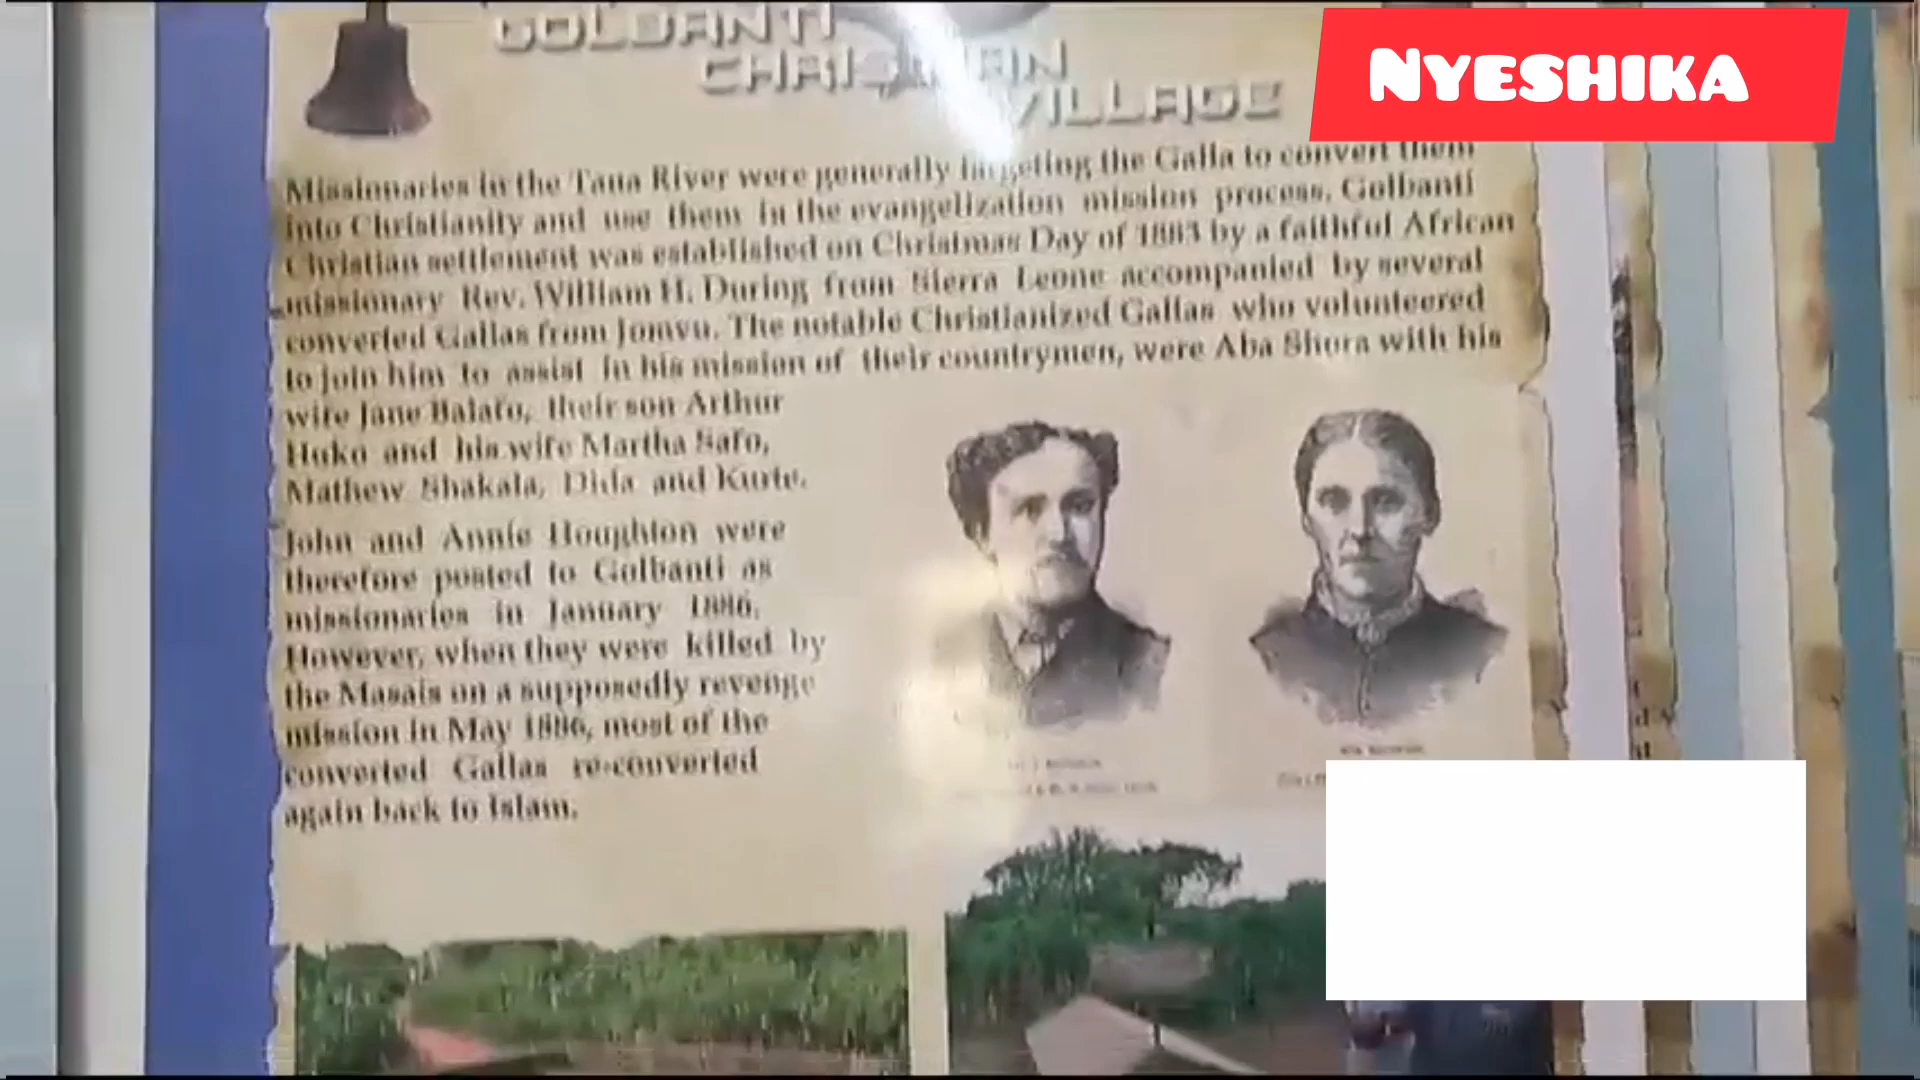 GOLBANTI
CHRISTIAN
VILLAGE
NYESHIKA
Missionaries in the Tana River were generally targeting the Galla to convert them
into Christianity and use them in the evangelization mission process. Golbanti
Christian settlement was established on Christmas Day of 1883 by a faithful African
missionary Rev. William H. During from Sierra Leone accompanied by several
converted Gallas from Jomvu. The notable Christianized Gallas who volunteered
to join him to assist in his mission of their countrymen, were Aba Shora with his
wife Jane Balafo, their son Arthur
Huko and his wife Martha Safo,
Mathew Shakala, Dida and Kurte.
John and Annie Houghton were
therefore posted to Golbanti as
missionaries in January 1886.
However, when they were killed by
the Masais on a supposedly revenge
mission in May 1886, most of the
converted Gallas re-converted
again back to Islam.